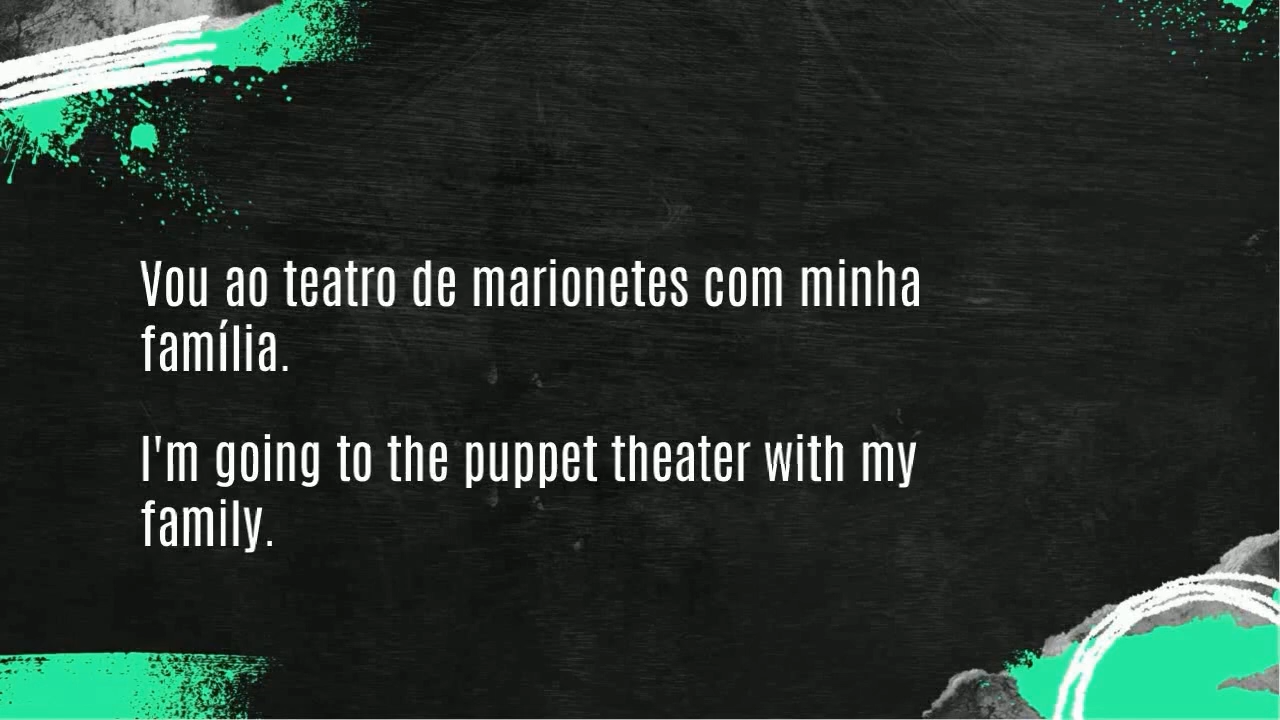 Vou ao teatro de marionetes com minha
família.
I'm going to the puppet theater with my
family.